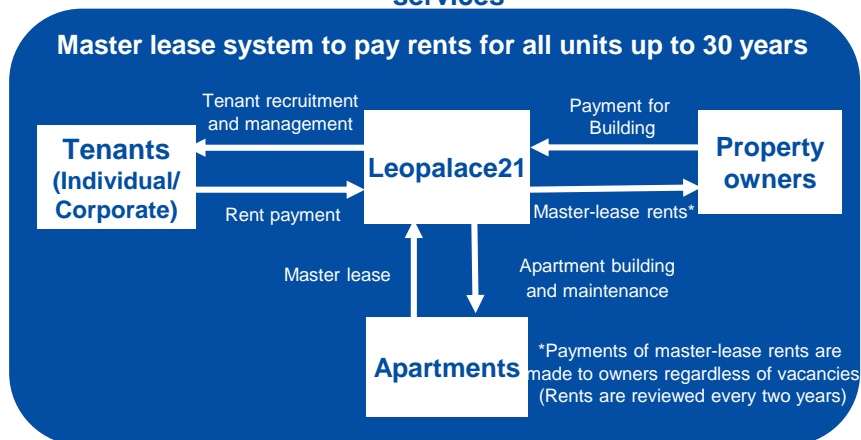 services
Master lease system to pay rents for all units up to 30 years
Tenant recruitment
and management
Payment for
Building
Tenants
(Individual/
Corporate)
Leopalace21
Property
owners
Rent payment
Master-lease rents*
Master lease
Apartment building
and maintenance
Apartments
*Payments of master-lease rents are
made to owners regardless of vacancies
(Rents are reviewed every two years)